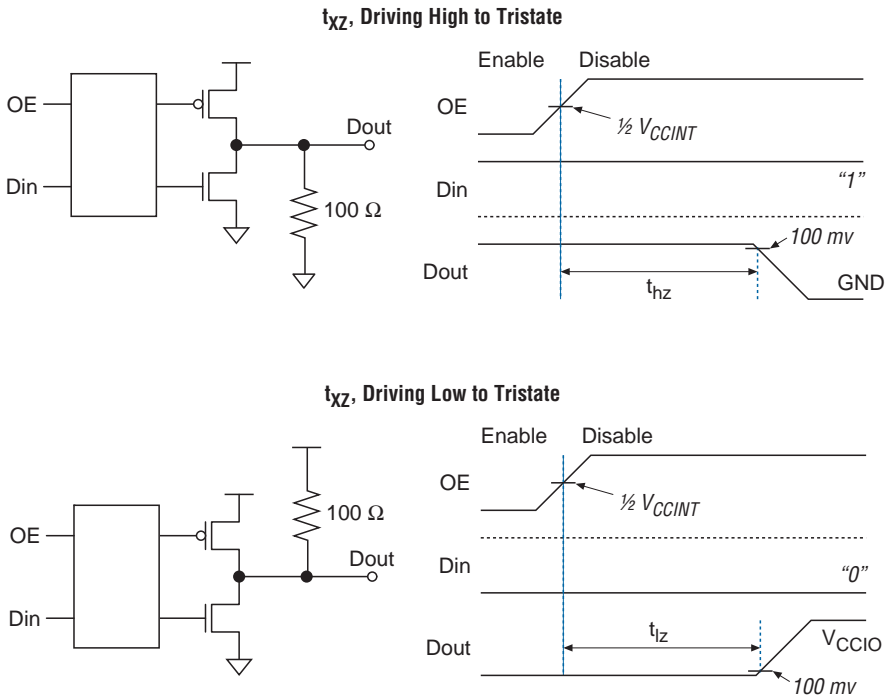 tXZ, Driving High to Tristate
Enable Disable
OE
OE
½ VCCINT
Dout
Din
Din
"1"
100 Ω
100 mv
Dout
thz
GND
tXZ, Driving Low to Tristate
Enable Disable
OE
½ VCCINT
100 Ω
OE
Dout
Din
"0"
Din
Dout
tlz
VCCIO
100 mv